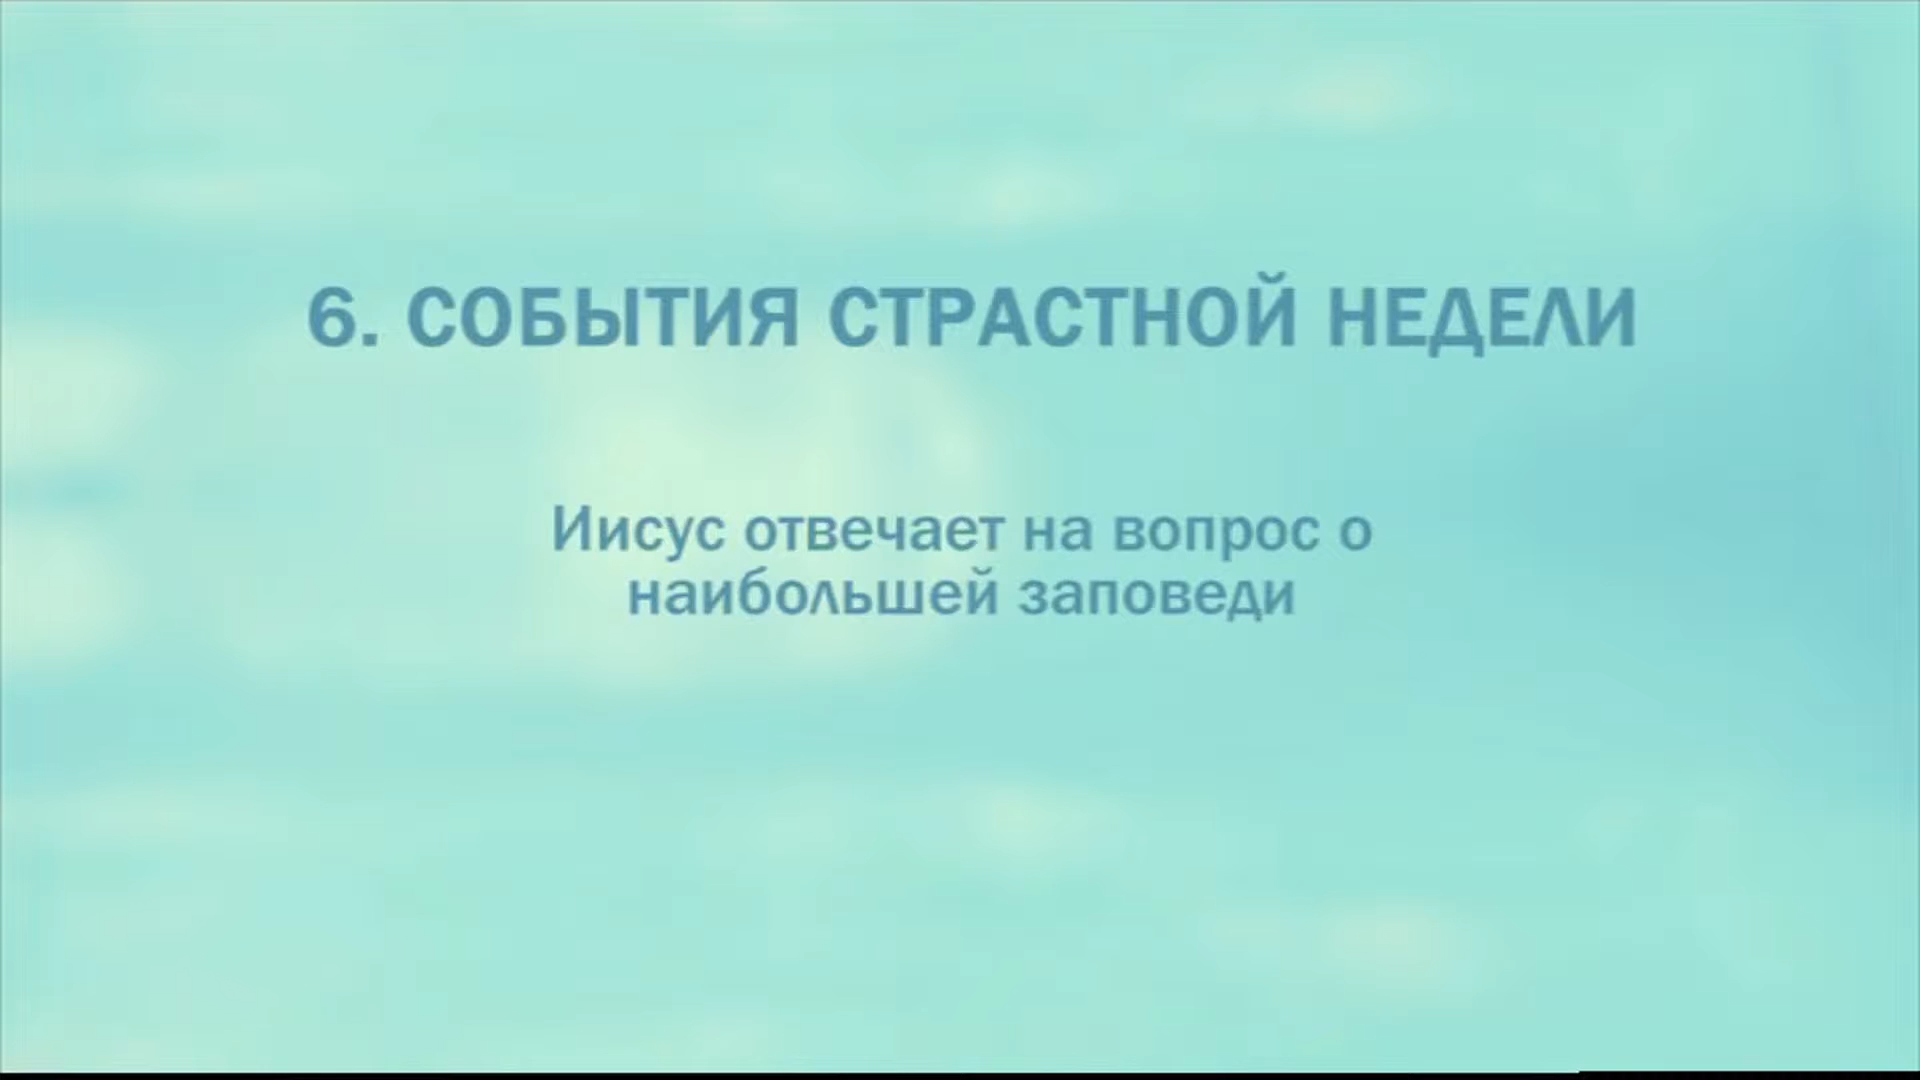 6. СОБЫТИЯ СТРАСТНОЙ НЕДЕЛИ
Иисус отвечает на вопрос о
наибольшей заповеди